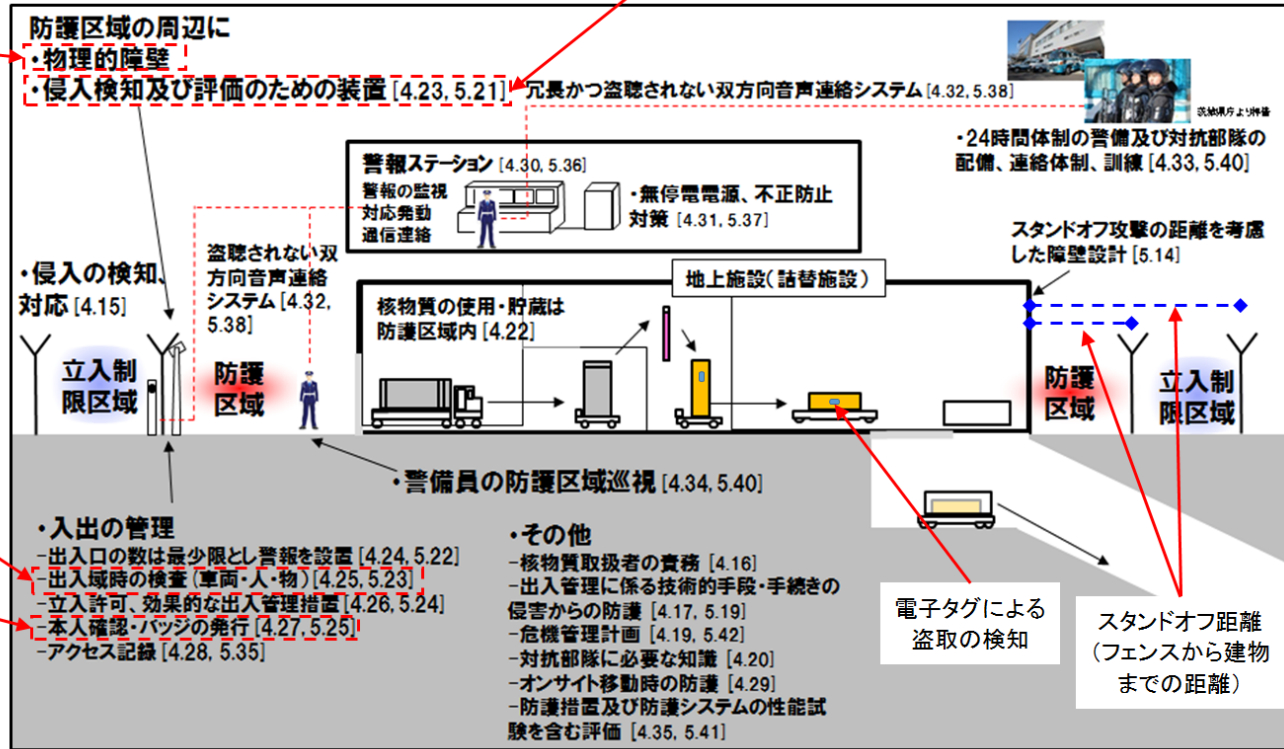 防護区域の周辺に
・物理的障壁
・侵入検知及び評価のための装置 [4.23, 5.21]
冗長かつ盗聴されない双方向音声連絡システム [4.32, 5.38]
茨城県庁より拝借
・24時間体制の警備及び対抗部隊の
配備、連絡体制、訓練 [4.33, 5.40]
警報ステーション [4.30, 5.36]
警報の監視
対応発動
通信連絡
・無停電電源、不正防止
対策 [4.31, 5.37]
スタンドオフ攻撃の距離を考慮
した障壁設計 [5.14]
・侵入の検知、
対応 [4.15]
盗聴されない双
方向音声連絡
システム [4.32,
5.38]
地上施設(詰替施設)
核物質の使用・貯蔵は
防護区域内 [4.22]
立入制
限区域
防護
区域
防護
区域
立入制
限区域
・警備員の防護区域巡視 [4.34, 5.40]
・入出の管理
-出入口の数は最少限とし警報を設置 [4.24, 5.22]
-出入域時の検査(車両・人・物) [4.25, 5.23]
-立入許可、効果的な出入管理措置 [4.26, 5.24]
-本人確認・バッジの発行 [4.27, 5.25]
-アクセス記録 [4.28, 5.35]
・その他
-核物質取扱者の責務 [4.16]
-出入管理に係る技術的手段・手続きの
侵害からの防護 [4.17, 5.19]
-危機管理計画 [4.19, 5.42]
-対抗部隊に必要な知識 [4.20]
-オンサイト移動時の防護 [4.29]
-防護措置及び防護システムの性能試
験を含む評価 [4.35, 5.41]
電子タグによる
盗取の検知
スタンドオフ距離
(フェンスから建物
までの距離)